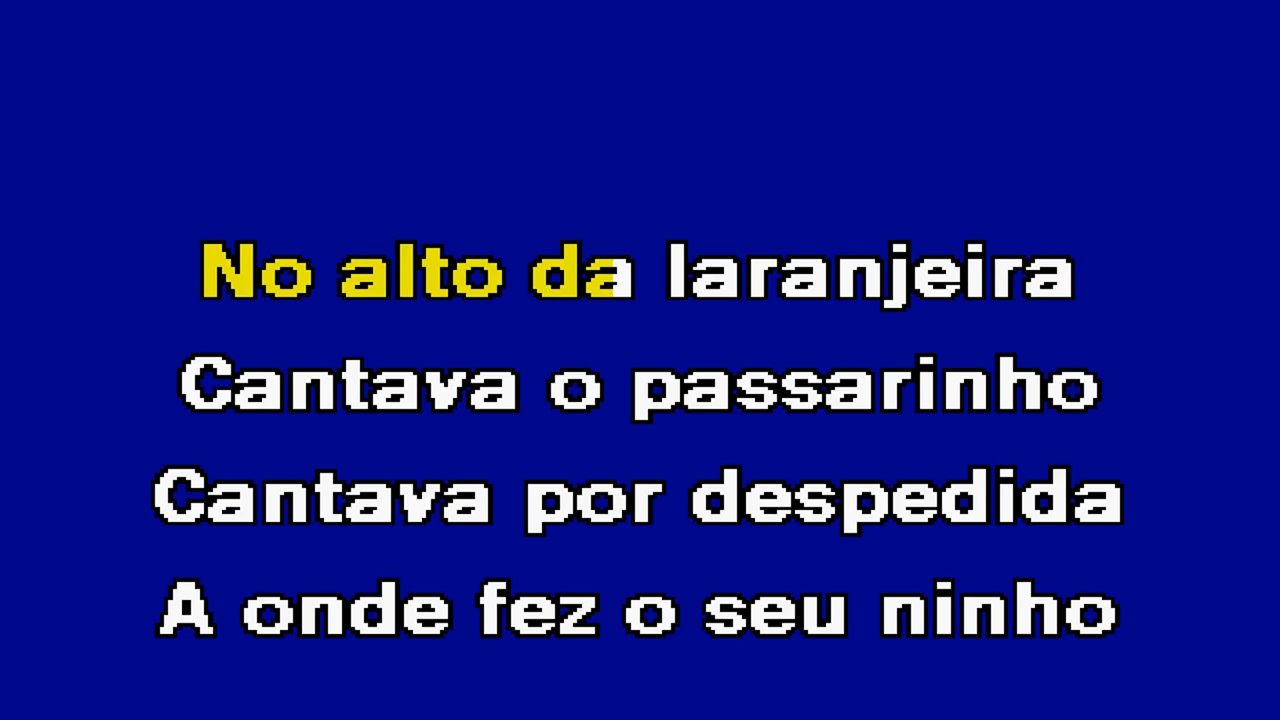 No alto da laranjeira
Cantava o passarinho
Cantava por despedida
A onde fez o seu ninho